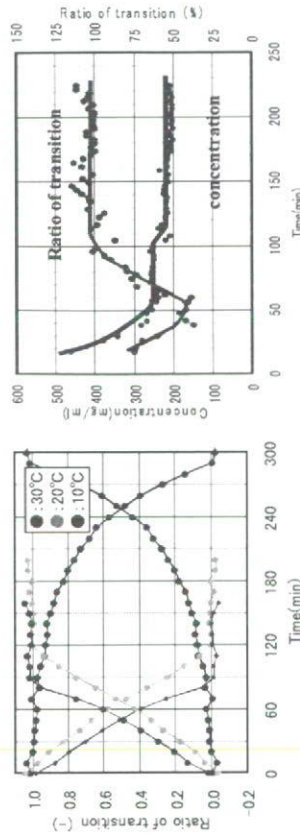 Ratio of transition (-)
1.0
0.8
0.6
0.4
0.2
0.0
-0.2
:30°C
:20°C
:10°C
0 60 120 180 240 300
Time(min)
Concentration(mg/ml)
600
500
400
300
200
100
0
Ratio of transition
concentration
0 50 100 150 200 250
Time(min)
Ratio of transition (%)
150
100
50
0